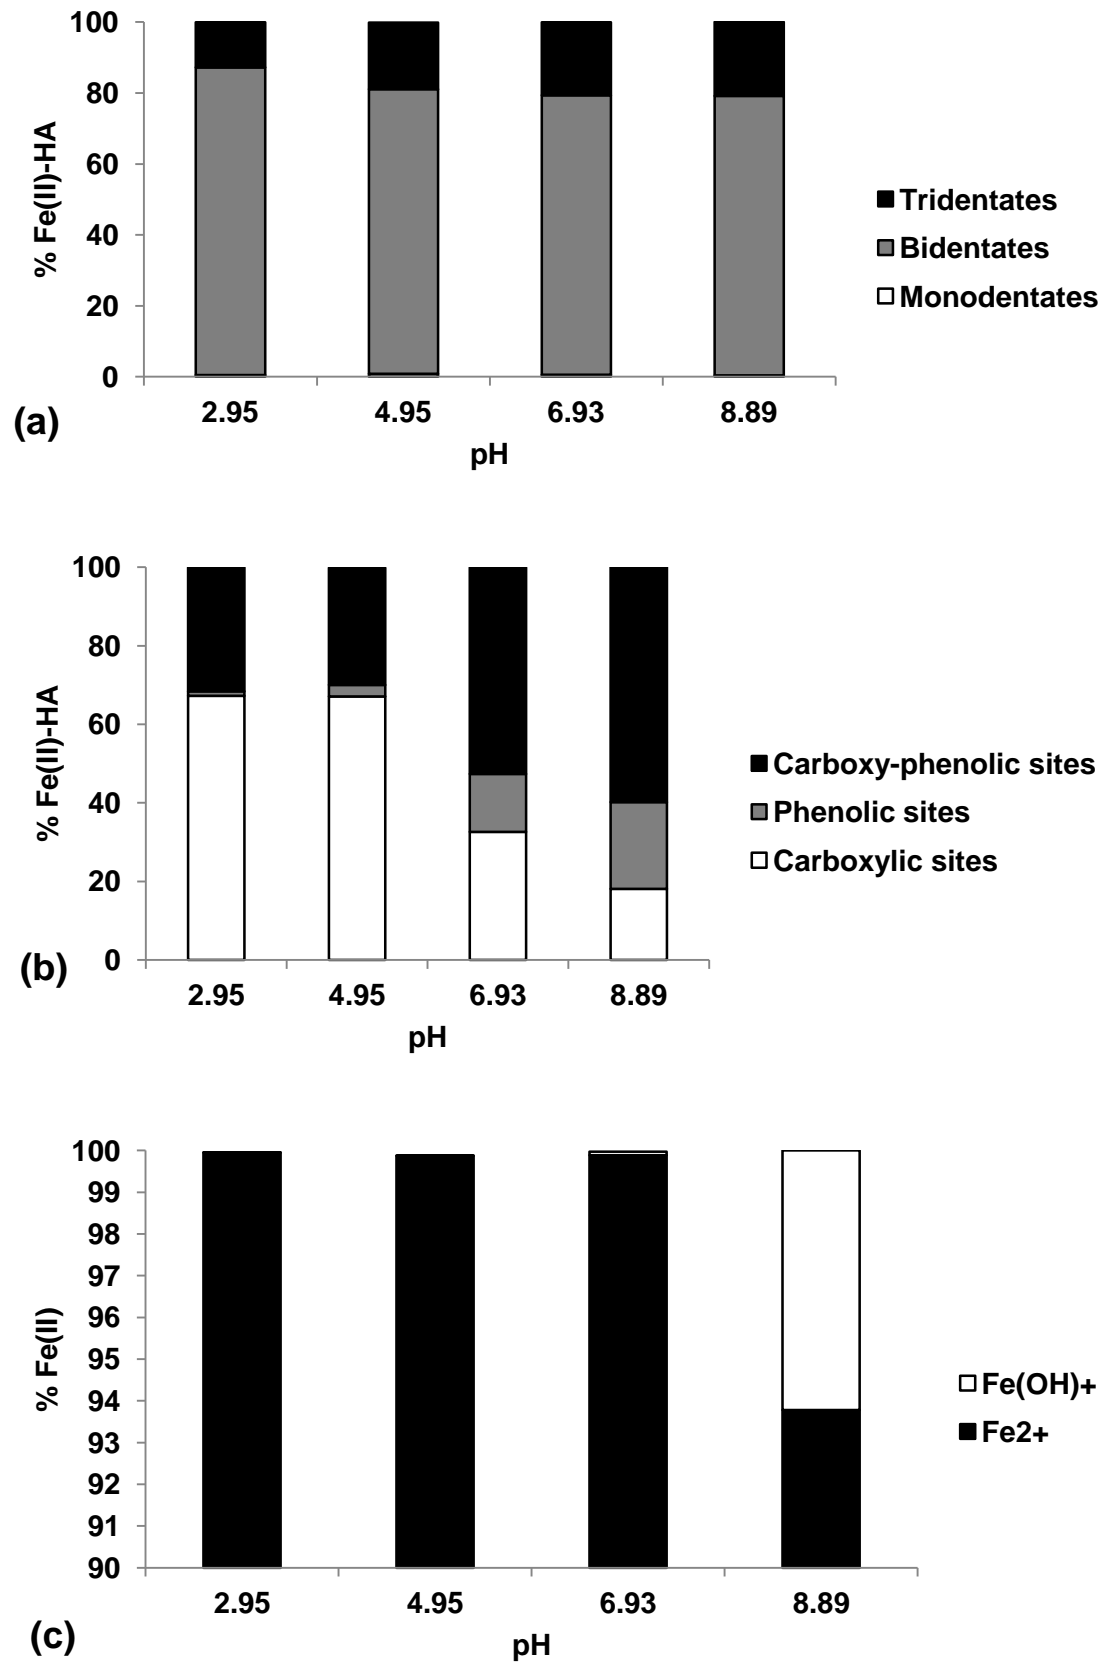 100
80
60
40
20
0
% Fe(II)-HA
2.95 4.95 6.93 8.89
pH
(a)
Tridentates
Bidentates
Monodentates
100
80
60
40
20
0
% Fe(II)-HA
2.95 4.95 6.93 8.89
pH
(b)
Carboxy-phenolic sites
Phenolic sites
Carboxylic sites
100
99
98
97
96
95
94
93
92
91
90
% Fe(II)
2.95 4.95 6.93 8.89
pH
(c)
Fe(OH)+
Fe2+